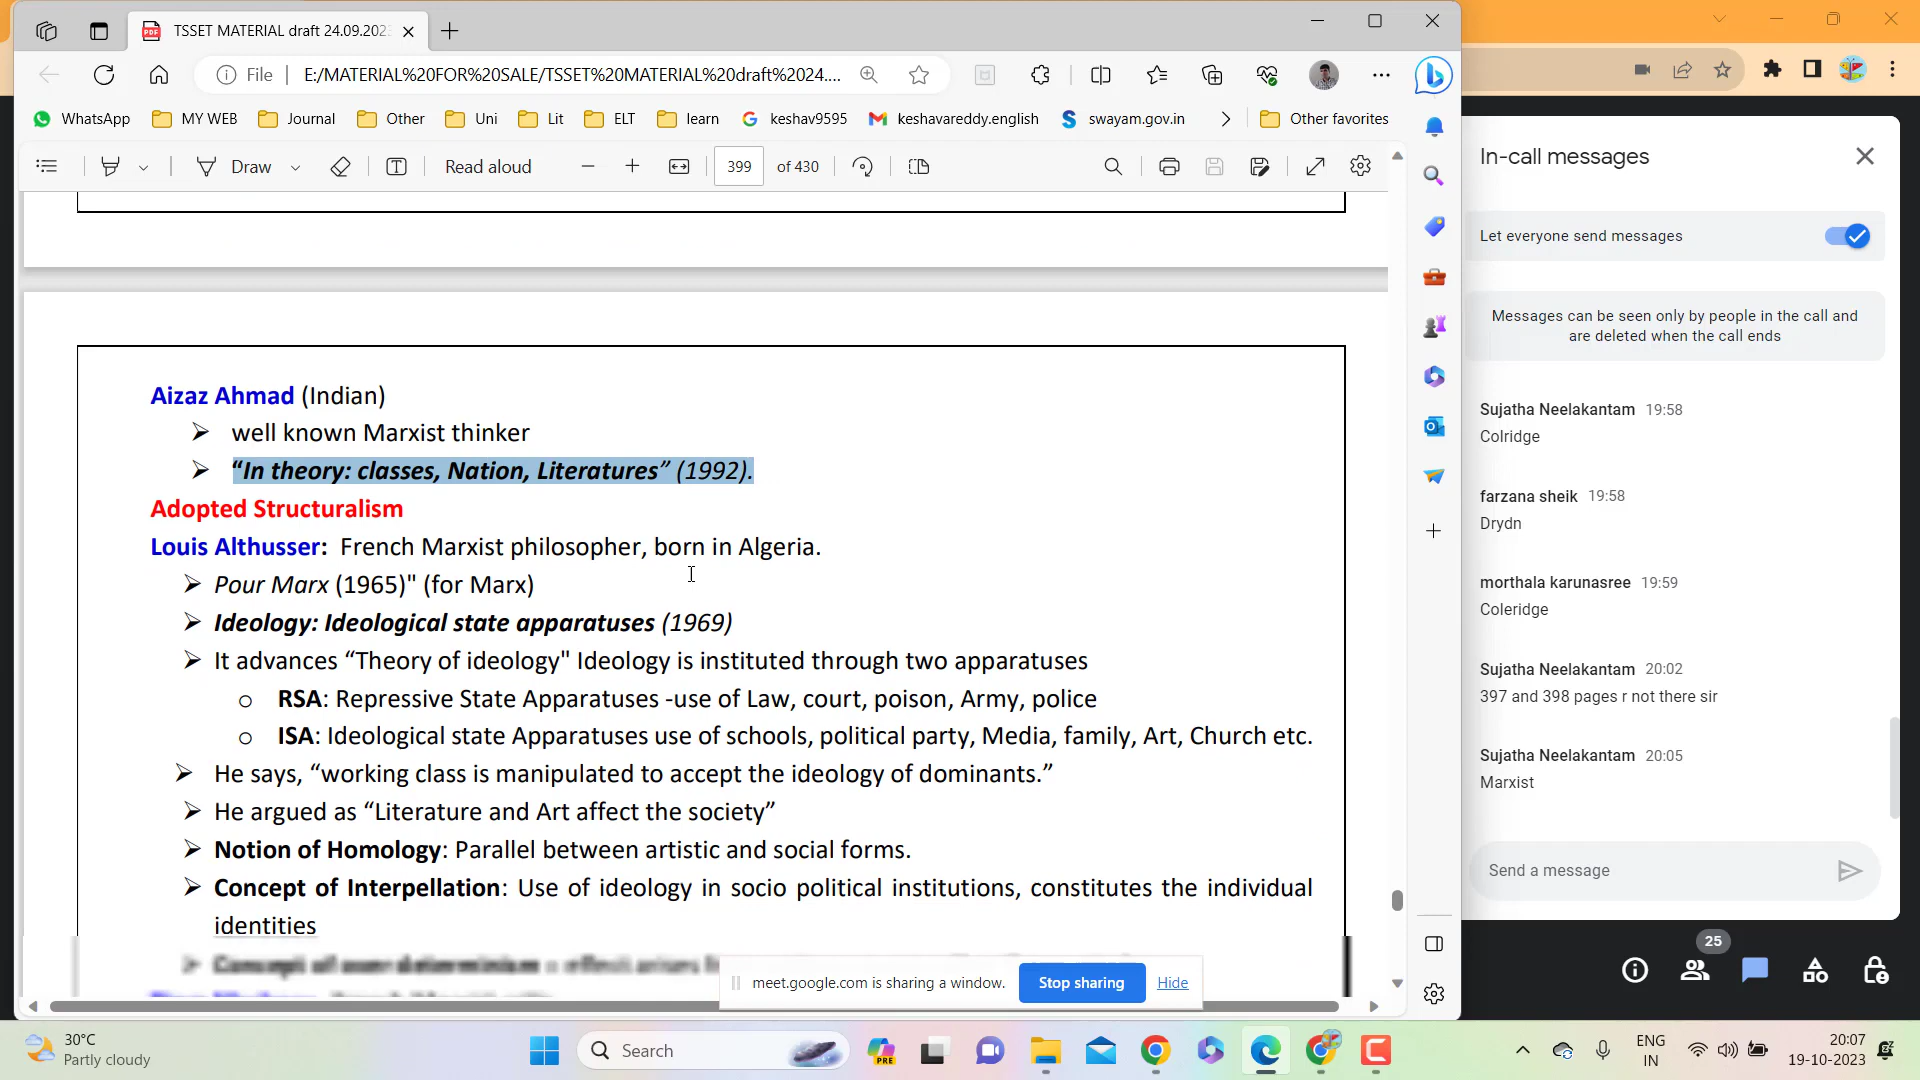 TSSET MATERIAL draft 24.09.202
File
E:/MATERIAL%20FOR%20SALE/TSSET%20MATERIAL%20draft%2024....
WhatsApp
MY WEB
Journal
Other
Uni
Lit
ELT
learn
keshav9595
keshavareddy.english
swayam.gov.in
Other favorites
Draw
Read aloud
399
of 430
Aizaz Ahmad (Indian)
➢ well known Marxist thinker
➢ “In theory: classes, Nation, Literatures” (1992).
Adopted Structuralism
Louis Althusser: French Marxist philosopher, born in Algeria.
➢ Pour Marx (1965)" (for Marx)
➢ Ideology: Ideological state apparatuses (1969)
➢ It advances “Theory of ideology" Ideology is instituted through two apparatuses
o RSA: Repressive State Apparatuses -use of Law, court, poison, Army, police
o ISA: Ideological state Apparatuses use of schools, political party, Media, family, Art, Church etc.
➢ He says, “working class is manipulated to accept the ideology of dominants.”
➢ He argued as “Literature and Art affect the society”
➢ Notion of Homology: Parallel between artistic and social forms.
➢ Concept of Interpellation: Use of ideology in socio political institutions, constitutes the individual
identities
meet.google.com is sharing a window.
Stop sharing
Hide
In-call messages
Let everyone send messages
Messages can be seen only by people in the call and
are deleted when the call ends
Sujatha Neelakantam 19:58
Colridge
farzana sheik 19:58
Drydn
morthala karunasree 19:59
Coleridge
Sujatha Neelakantam 20:02
397 and 398 pages r not there sir
Sujatha Neelakantam 20:05
Marxist
Send a message
25
30°C
Partly cloudy
Search
PRE
ENG
IN
20:07
19-10-2023